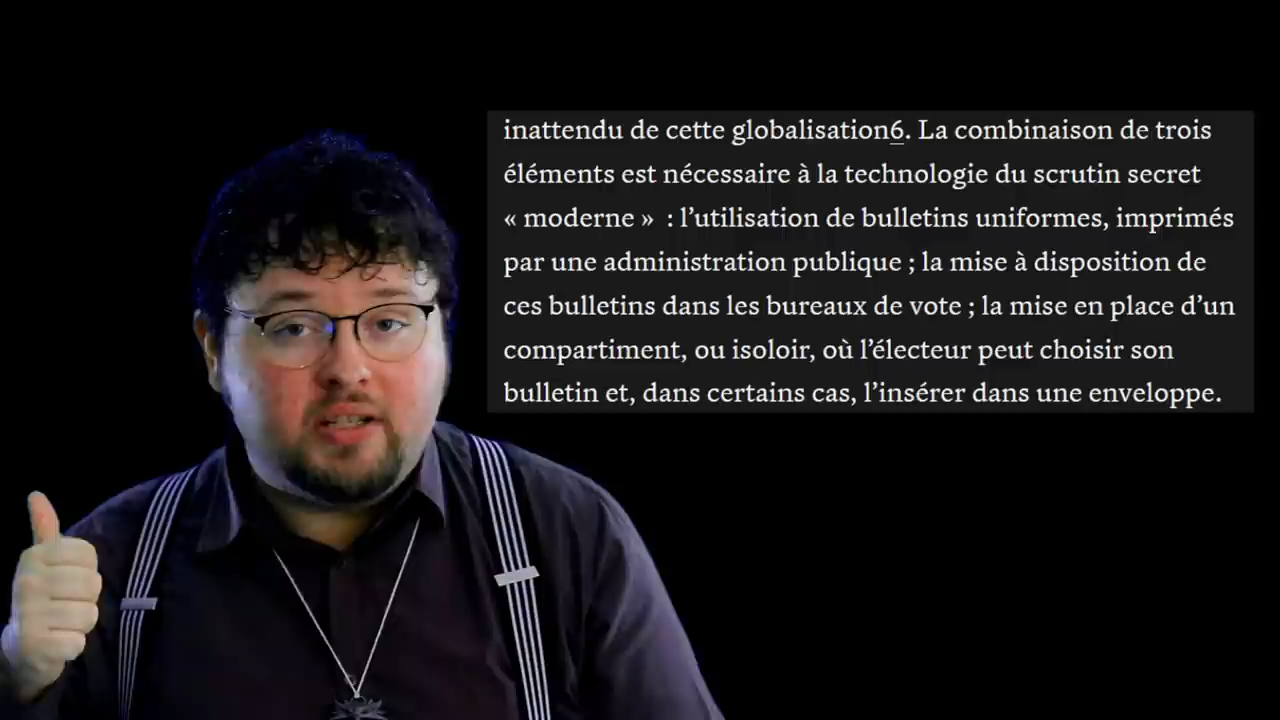 inattendu de cette globalisation6. La combinaison de trois
éléments est nécessaire à la technologie du scrutin secret
« moderne »  : l’utilisation de bulletins uniformes, imprimés
par une administration publique ; la mise à disposition de
ces bulletins dans les bureaux de vote ; la mise en place d’un
compartiment, ou isoloir, où l’électeur peut choisir son
bulletin et, dans certains cas, l’insérer dans une enveloppe.